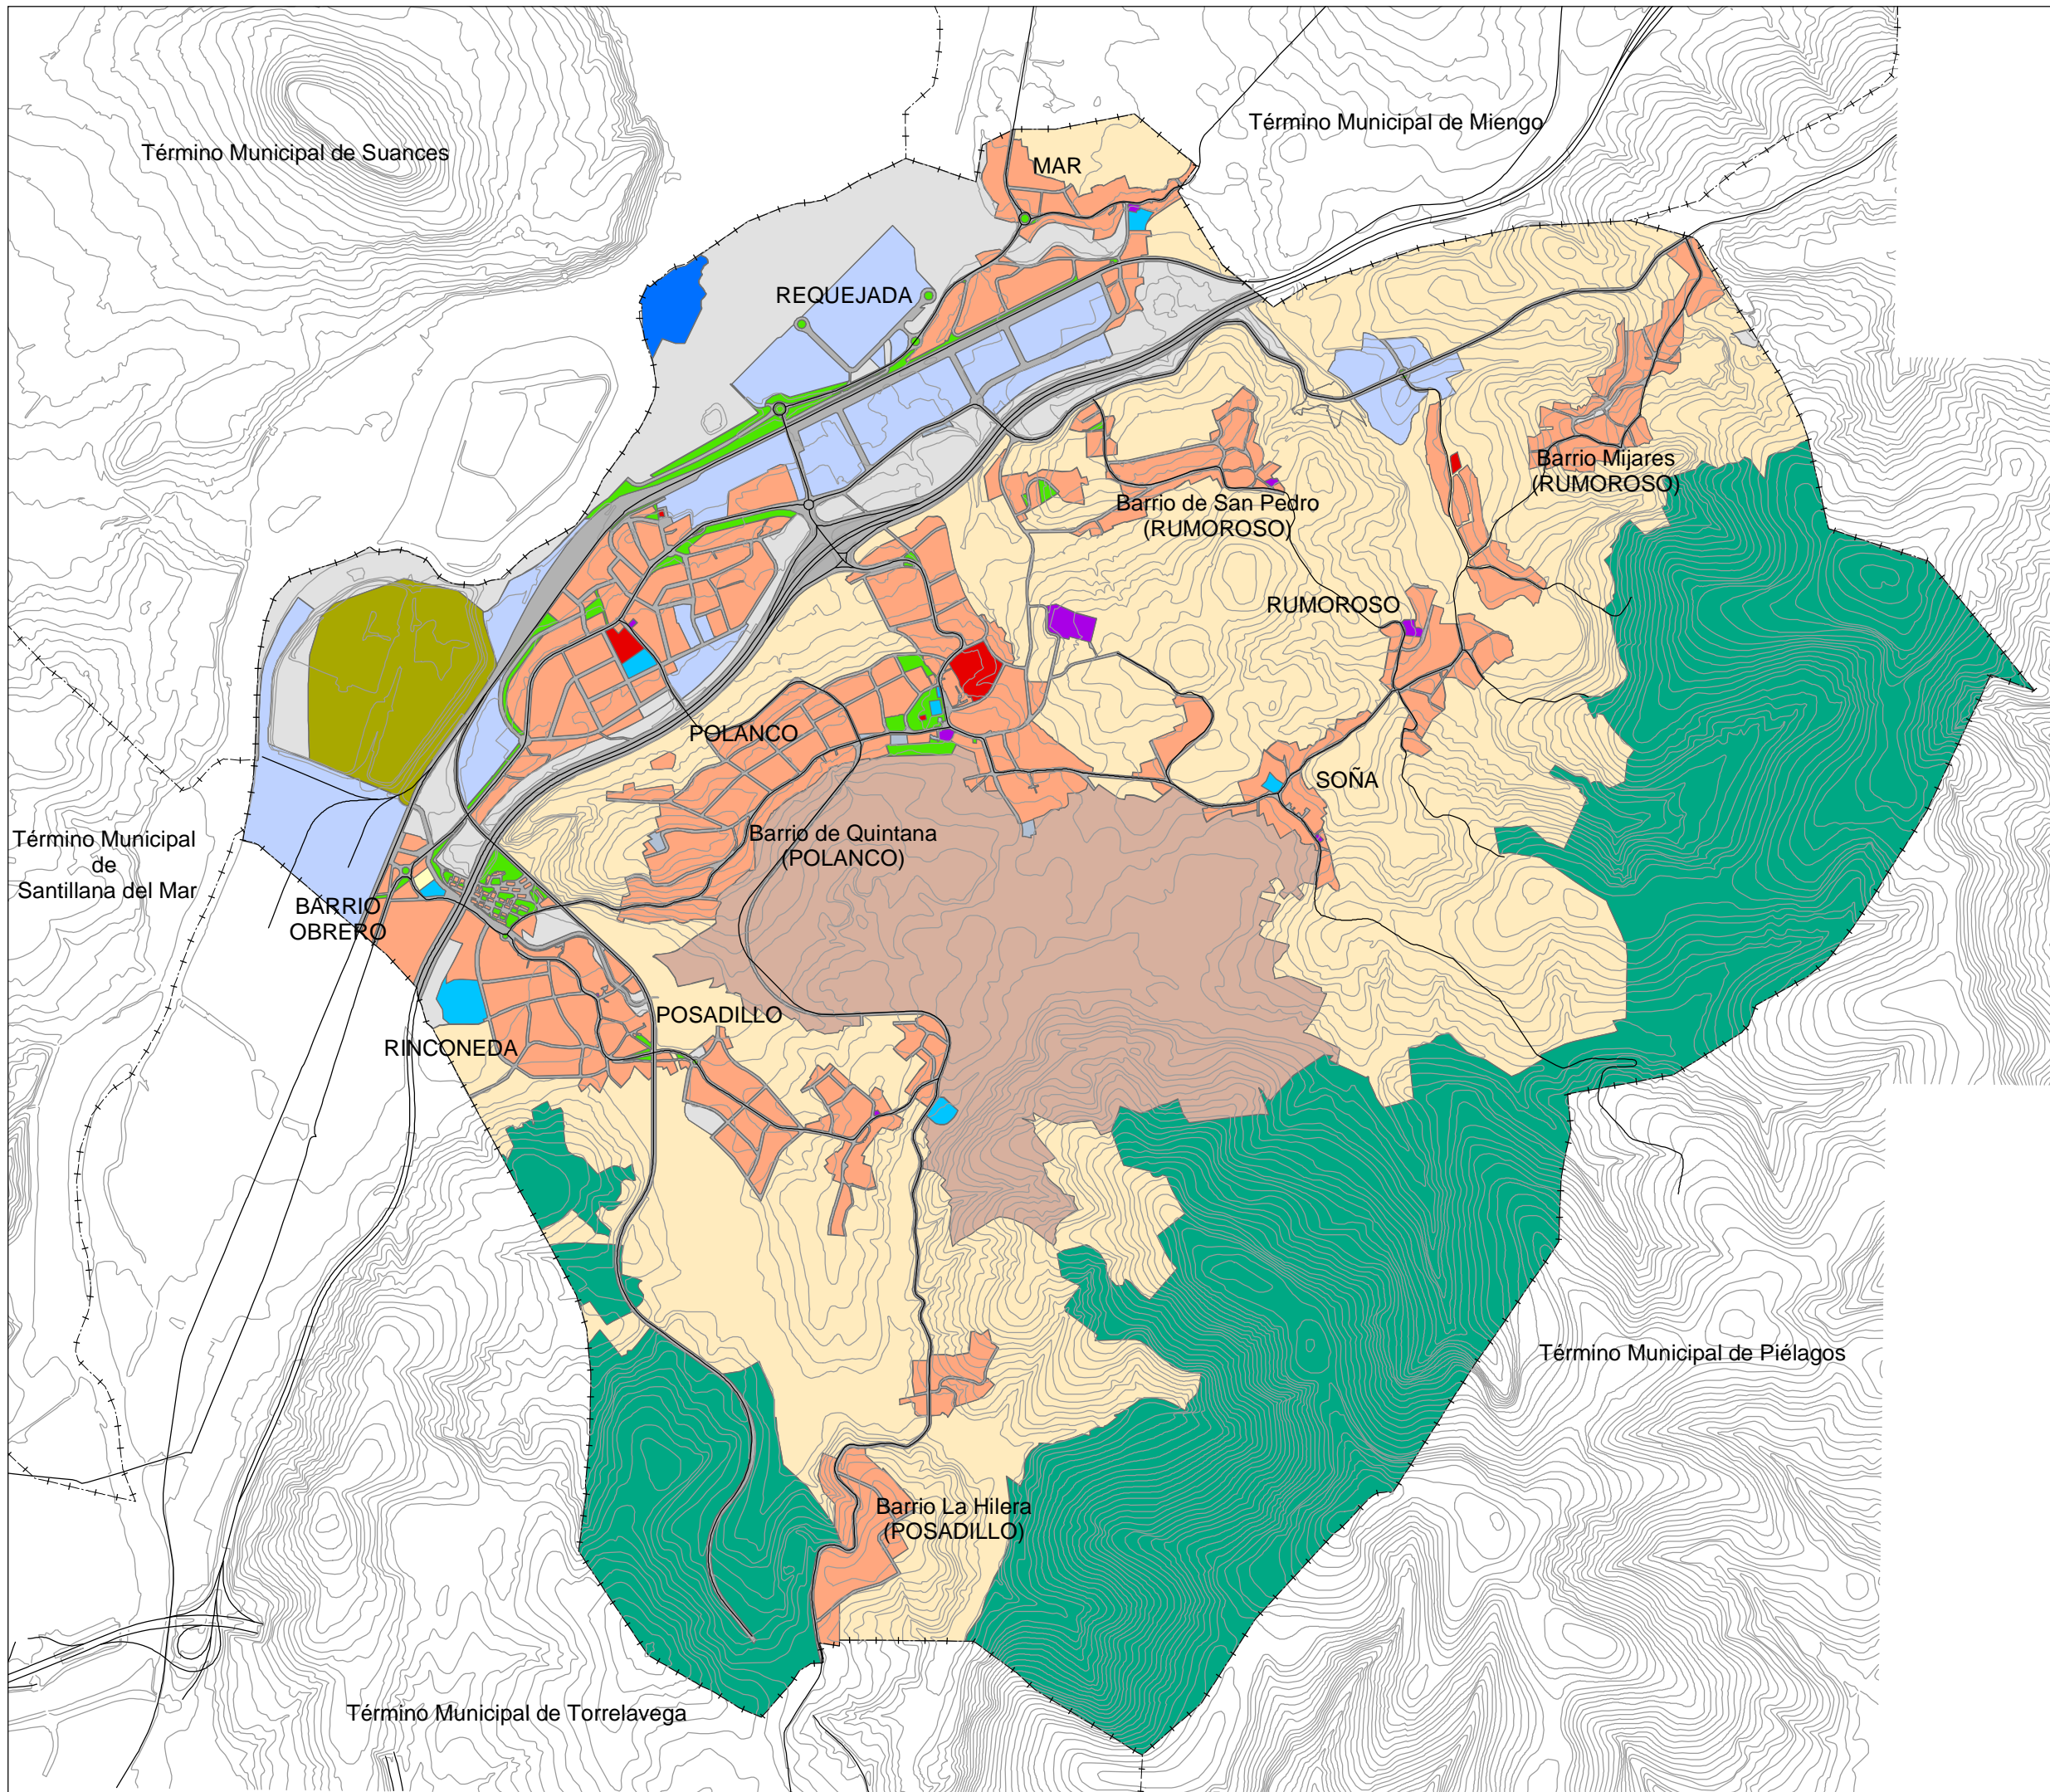 Término Municipal de Miengo
Término Municipal de Suances
MAR
REQUEJADA
Barrio Mijares
(RUMOROSO)
Barrio de San Pedro
(RUMOROSO)
RUMOROSO
POLANCO
SOÑA
Barrio de Quintana
(POLANCO)
Término Municipal
de
Santillana del Mar
BARRIO
OBRERO
POSADILLO
RINCONEDA
Término Municipal de Piélagos
Barrio La Hilera
(POSADILLO)
Término Municipal de Torrelavega